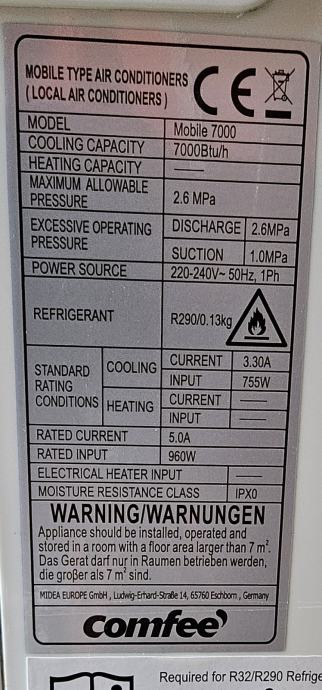 MOBILE TYPE AIR CONDITIONERS
( LOCAL AIR CONDITIONERS )
CE
MODEL Mobile 7000
COOLING CAPACITY 7000Btu/h
HEATING CAPACITY ——
MAXIMUM ALLOWABLE
PRESSURE 2.6 MPa
EXCESSIVE OPERATING
PRESSURE
DISCHARGE 2.6MPa
SUCTION 1.0MPa
POWER SOURCE 220-240V~ 50Hz, 1Ph
REFRIGERANT R290/0.13kg
STANDARD
RATING
CONDITIONS
COOLING
CURRENT 3.30A
INPUT 755W
HEATING
CURRENT ——
INPUT ——
RATED CURRENT 5.0A
RATED INPUT 960W
ELECTRICAL HEATER INPUT ——
MOISTURE RESISTANCE CLASS IPX0
WARNING/WARNUNGEN
Appliance should be installed, operated and
stored in a room with a floor area larger than 7 m².
Das Gerat darf nur in Raumen betrieben werden,
die großer als 7 m² sind.
MIDEA EUROPE GmbH , Ludwig-Erhard-Straße 14, 65760 Eschborn , Germany
comfee'
Required for R32/R290 Refrige